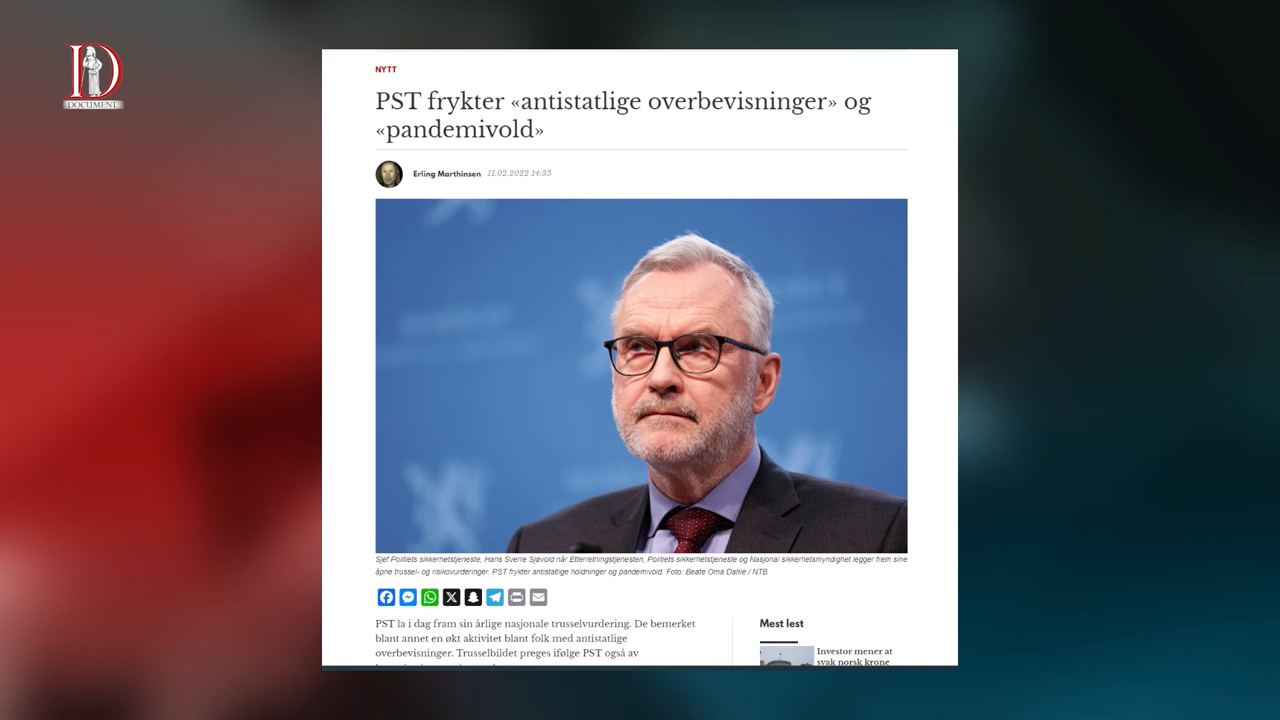 DOCUMENT
NYTT
PST frykter «antistatlige overbevisninger» og
«pandemivold»
Erling Marthinsen 11.02.2022 14:35
Sjef Politiets sikkerhetstjeneste, Hans Sverre Sjøvold når Etterretningstjenesten, Politiets sikkerhetstjeneste og Nasjonal sikkerhetsmyndighet legger frem sine
åpne trussel- og risikovurderinger. PST frykter antistatlige holdninger og pandemivold. Foto: Beate Oma Dahle / NTB
PST la i dag fram sin årlige nasjonale trusselvurdering. De bemerket
blant annet en økt aktivitet blant folk med antistatlige
overbevisninger. Trusselbildet preges ifølge PST også av
Mest lest
Investor mener at
svak norsk krone